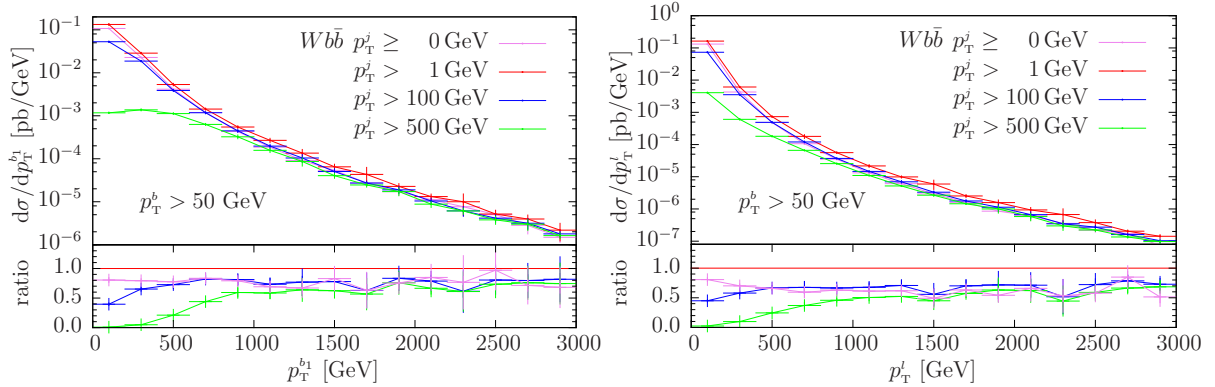 dσ/dp_T^{b_1} [pb/GeV]
10^{-1}
10^{-2}
10^{-3}
10^{-4}
10^{-5}
10^{-6}
Wbb̄ p_T^j ≥ 0 GeV
p_T^j > 1 GeV
p_T^j > 100 GeV
p_T^j > 500 GeV
p_T^b > 50 GeV
ratio
1.0
0.5
0.0
0 500 1000 1500 2000 2500 3000
p_T^{b_1} [GeV]
dσ/dp_T^l [pb/GeV]
10^0
10^{-1}
10^{-2}
10^{-3}
10^{-4}
10^{-5}
10^{-6}
10^{-7}
Wbb̄ p_T^j ≥ 0 GeV
p_T^j > 1 GeV
p_T^j > 100 GeV
p_T^j > 500 GeV
p_T^b > 50 GeV
ratio
1.0
0.5
0.0
0 500 1000 1500 2000 2500 3000
p_T^l [GeV]